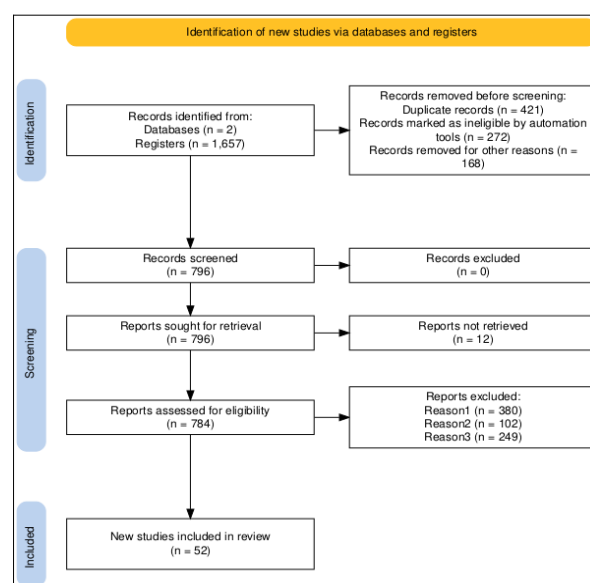 Identification of new studies via databases and registers
Identification
Records identified from:
Databases (n = 2)
Registers (n = 1,657)
Records removed before screening:
Duplicate records (n = 421)
Records marked as ineligible by automation
tools (n = 272)
Records removed for other reasons (n =
168)
Screening
Records screened
(n = 796)
Records excluded
(n = 0)
Reports sought for retrieval
(n = 796)
Reports not retrieved
(n = 12)
Reports assessed for eligibility
(n = 784)
Reports excluded:
Reason1 (n = 380)
Reason2 (n = 102)
Reason3 (n = 249)
Included
New studies included in review
(n = 52)